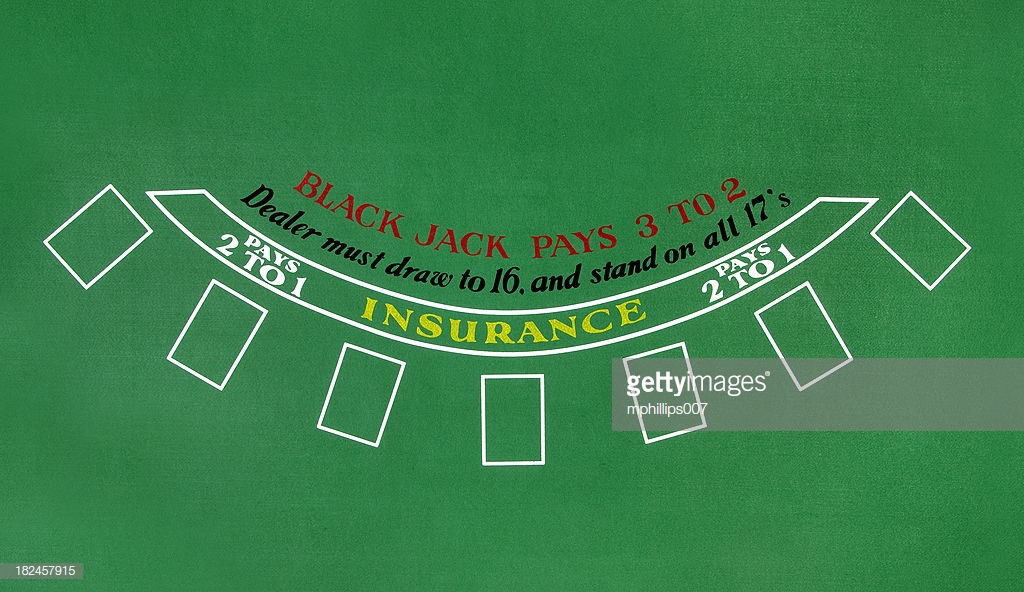 BLACK JACK PAYS 3 TO 2
Dealer must draw to 16, and stand on all 17's
PAYS
2 TO 1
INSURANCE
PAYS
2 TO 1
gettyimages®
mphillips007
182457915